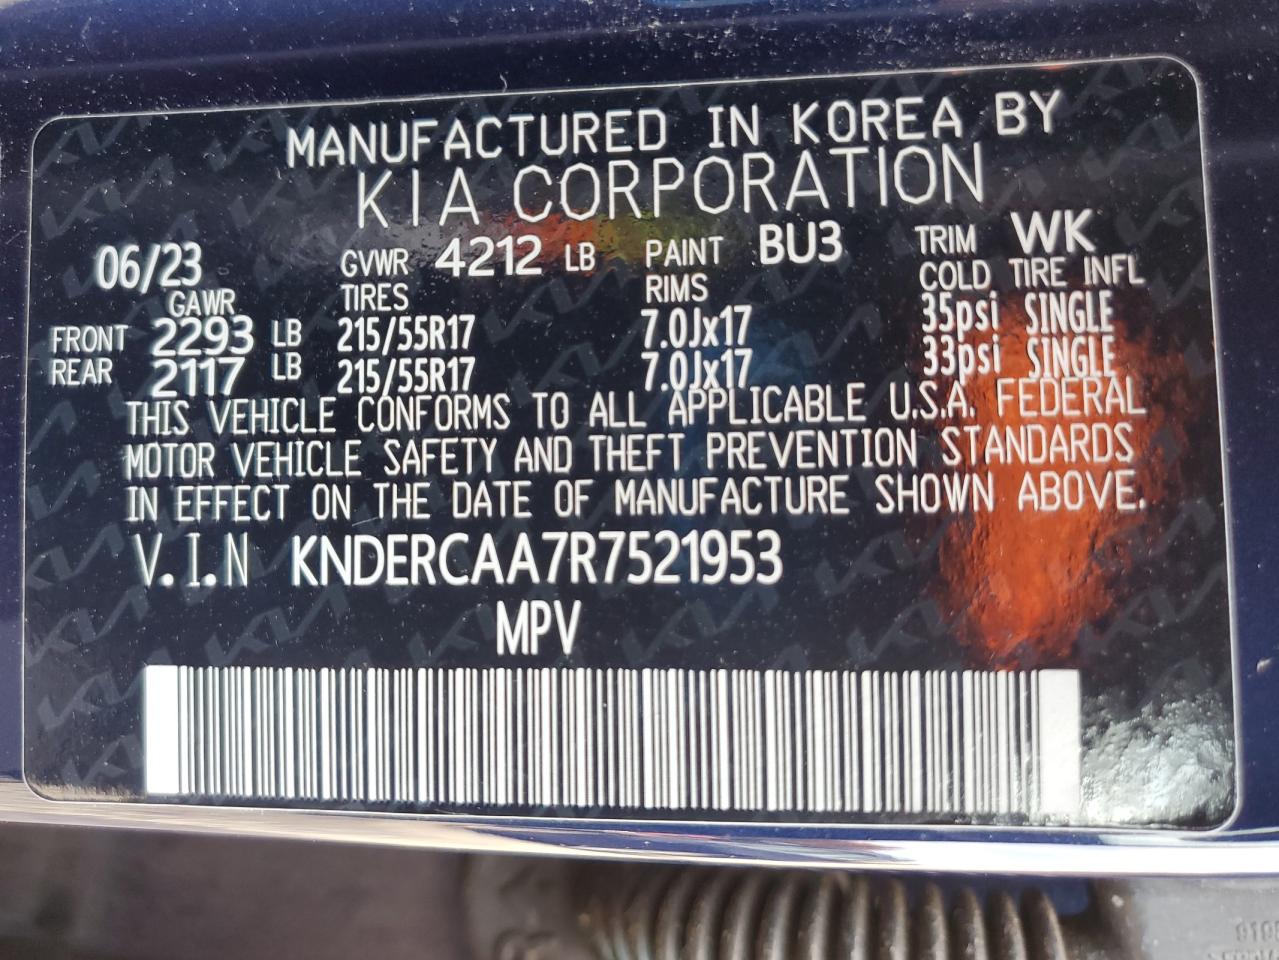 MANUFACTURED IN KOREA BY
KIA CORPORATION
06/23 GVWR 4212 LB PAINT BU3 TRIM WK
GAWR TIRES RIMS COLD TIRE INFL
FRONT 2293 LB 215/55R17 7.0Jx17 35psi SINGLE
REAR 2117 LB 215/55R17 7.0Jx17 33psi SINGLE
THIS VEHICLE CONFORMS TO ALL APPLICABLE U.S.A. FEDERAL
MOTOR VEHICLE SAFETY AND THEFT PREVENTION STANDARDS
IN EFFECT ON THE DATE OF MANUFACTURE SHOWN ABOVE.
V.I.N KNDERCAA7R7521953
MPV